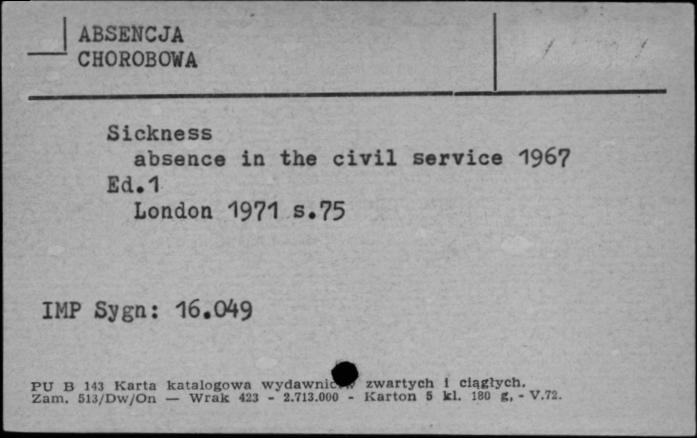 ABSENCJA
CHOROBOWA
Sickness
absence in the civil service 1967
Ed.1
London 1971 s.75
IMP Sygn: 16.049
PU B 143 Karta katalogowa zwartych i ciągłych.
Zam. 513/Dw/On — Wrak 423 - 2.713.000 - Karton 5 kl. 180 g, - V.72.